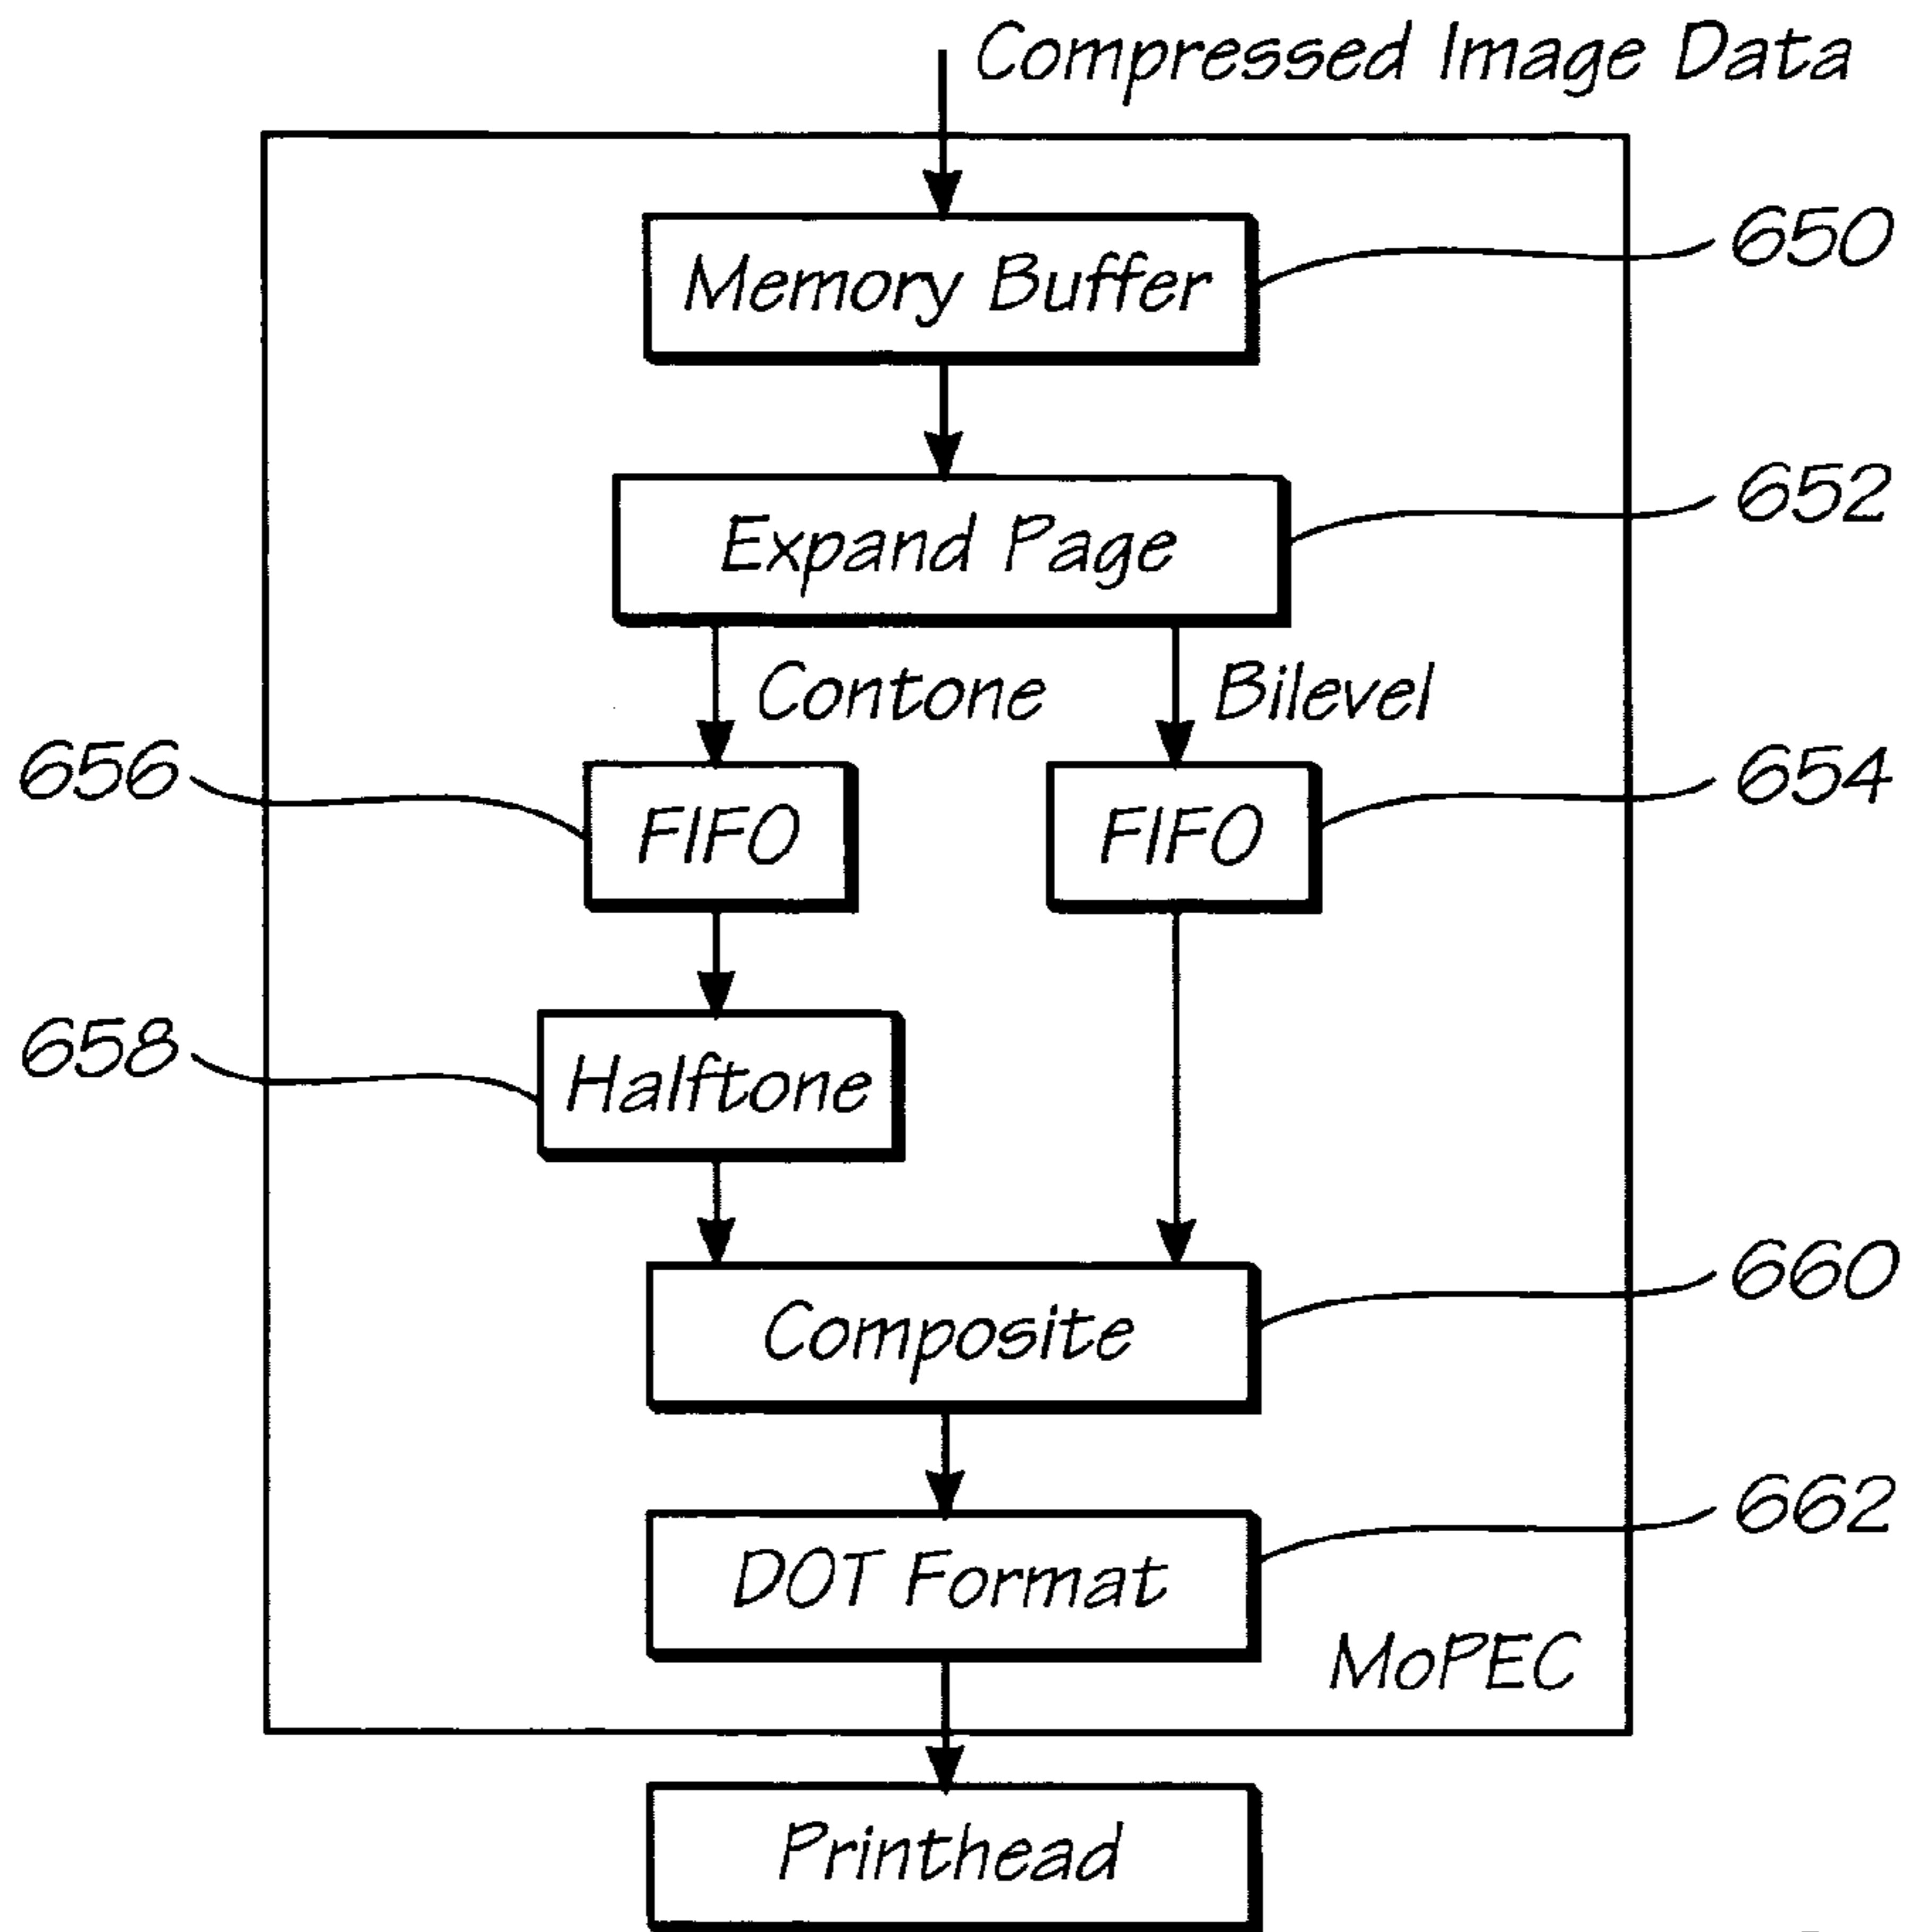 Compressed Image Data
Memory Buffer
650
Expand Page
652
Contone
Bilevel
656
FIFO
FIFO
654
658
Halftone
Composite
660
DOT Format
662
MoPEC
Printhead